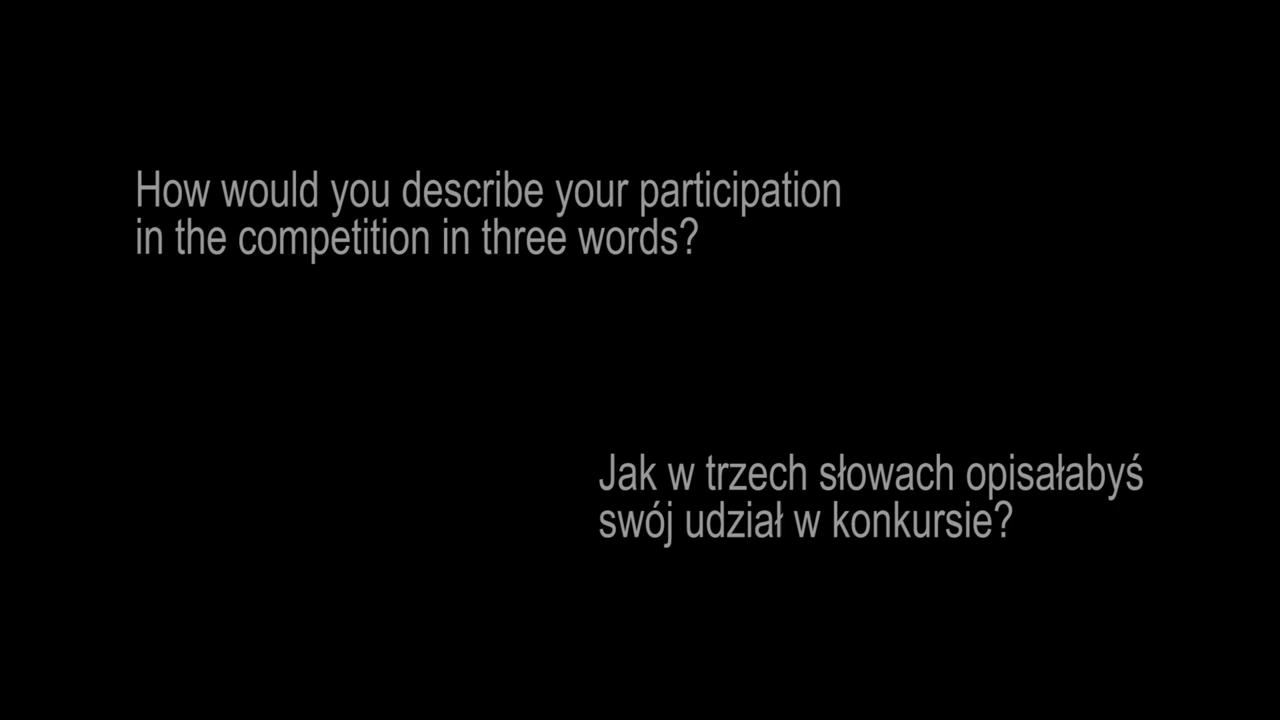 How would you describe your participation
in the competition in three words?
Jak w trzech słowach opisałabyś
swój udział w konkursie?